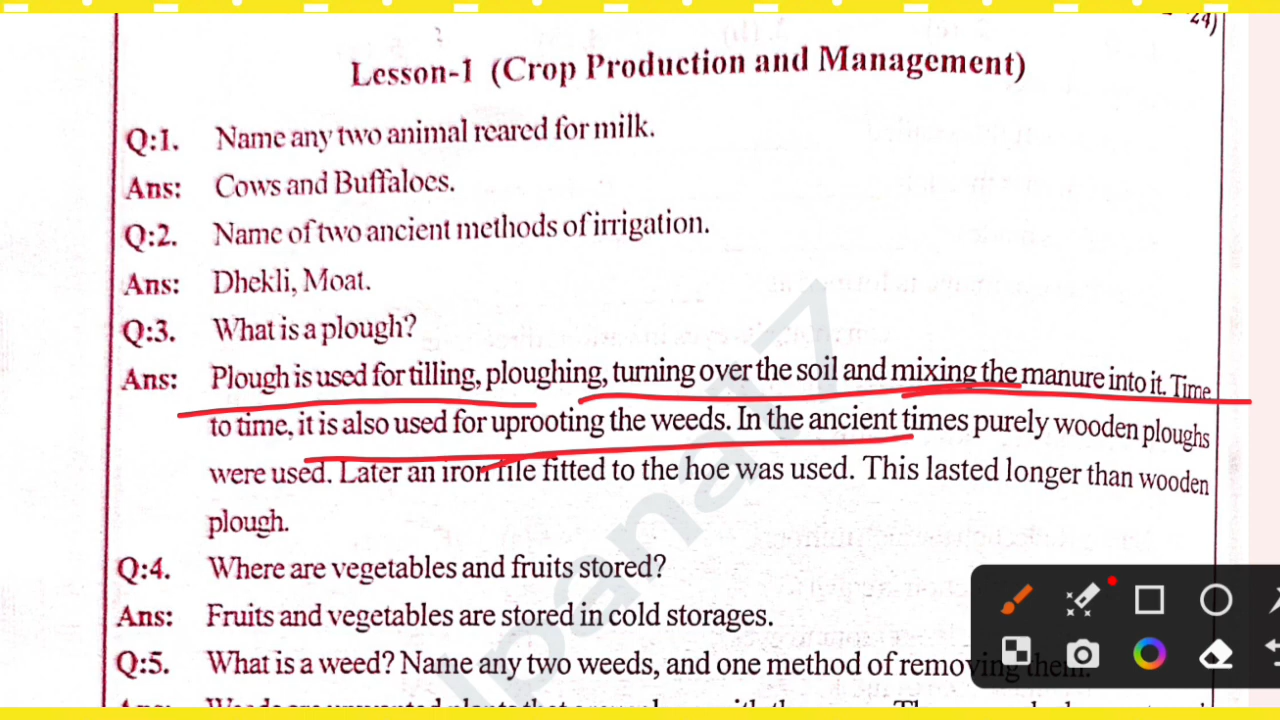 24)
Lesson-1 (Crop Production and Management)
Q:1. Name any two animal reared for milk.
Ans: Cows and Buffaloes.
Q:2. Name of two ancient methods of irrigation.
Ans: Dhekli, Moat.
Q:3. What is a plough?
Ans: Plough is used for tilling, ploughing, turning over the soil and mixing the manure into it. Time
to time, it is also used for uprooting the weeds. In the ancient times purely wooden ploughs
were used. Later an iron file fitted to the hoe was used. This lasted longer than wooden
plough.
Q:4. Where are vegetables and fruits stored?
Ans: Fruits and vegetables are stored in cold storages.
Q:5. What is a weed? Name any two weeds, and one method of removing them.